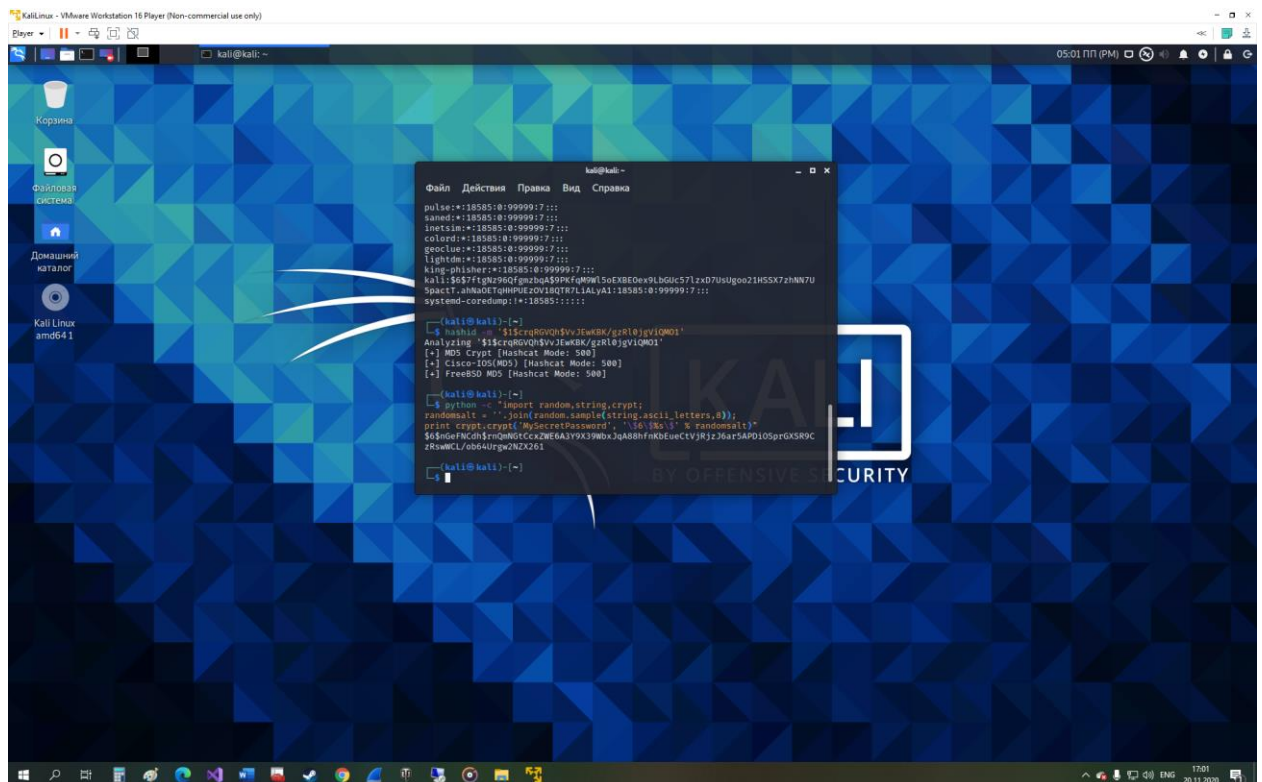 KaliLinux - VMware Workstation 16 Player (Non-commercial use only)
Player
kali@kali: ~
05:01 ПП (PM)
Корзина
Файловая
система
Домашний
каталог
Kali Linux
amd64 1
kali@kali: ~
Файл Действия Правка Вид Справка
pulse:*:18585:0:99999:7:::
saned:*:18585:0:99999:7:::
inetsim:*:18585:0:99999:7:::
colord:*:18585:0:99999:7:::
geoclue:*:18585:0:99999:7:::
lightdm:*:18585:0:99999:7:::
king-phisher:*:18585:0:99999:7:::
systemd-coredump:!*:18585::::::
(kali㉿kali)-[~]
$ hashid -m '$1$crqRGVQh$VvJEwKBK/gzRl0jgViQMO1'
Analyzing '$1$crqRGVQh$VvJEwKBK/gzRl0jgViQMO1'
[+] MD5 Crypt [Hashcat Mode: 500]
[+] Cisco-IOS(MD5) [Hashcat Mode: 500]
[+] FreeBSD MD5 [Hashcat Mode: 500]
(kali㉿kali)-[~]
$ python -c "import random,string,crypt;
randomsalt = ''.join(random.sample(string.ascii_letters,8));
print crypt.crypt('MySecretPassword', '\$6\$%s\$' % randomsalt)"
(kali㉿kali)-[~]
$
KALI
BY OFFENSIVE SECURITY
ENG
17:01
20.11.2020